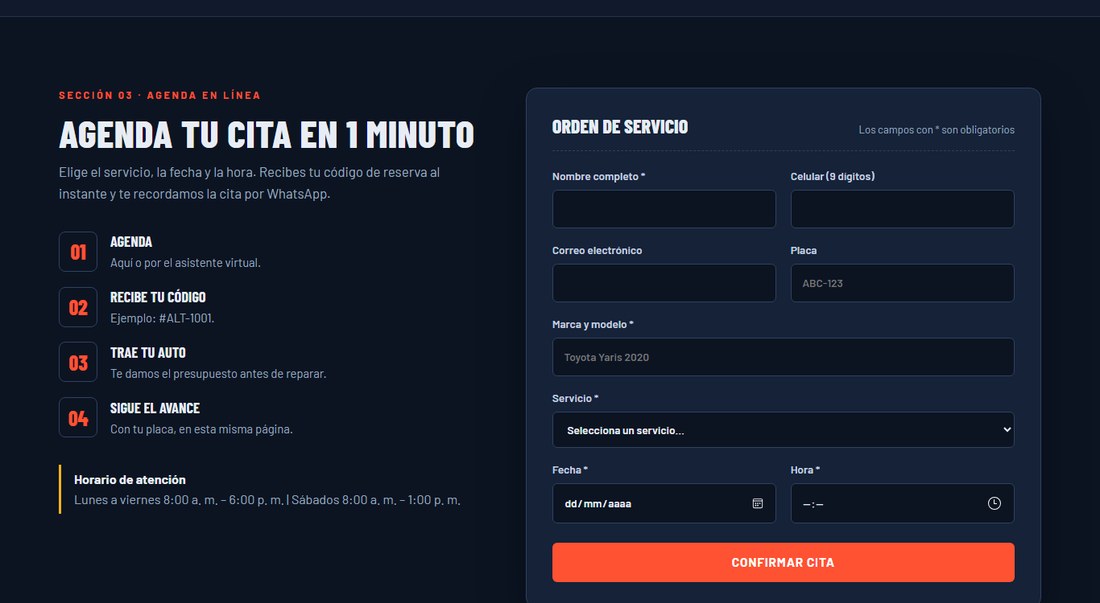 SECCIÓN 03 · AGENDA EN LÍNEA
AGENDA TU CITA EN 1 MINUTO
Elige el servicio, la fecha y la hora. Recibes tu código de reserva al
instante y te recordamos la cita por WhatsApp.
01
AGENDA
Aquí o por el asistente virtual.
02
RECIBE TU CÓDIGO
Ejemplo: #ALT-1001.
03
TRAE TU AUTO
Te damos el presupuesto antes de reparar.
04
SIGUE EL AVANCE
Con tu placa, en esta misma página.
Horario de atención
Lunes a viernes 8:00 a. m. – 6:00 p. m. | Sábados 8:00 a. m. – 1:00 p. m.
ORDEN DE SERVICIO
Los campos con * son obligatorios
Nombre completo *
Celular (9 dígitos)
Correo electrónico
Placa
ABC-123
Marca y modelo *
Toyota Yaris 2020
Servicio *
Selecciona un servicio...
Fecha *
Hora *
dd/mm/aaaa
--:--
CONFIRMAR CITA